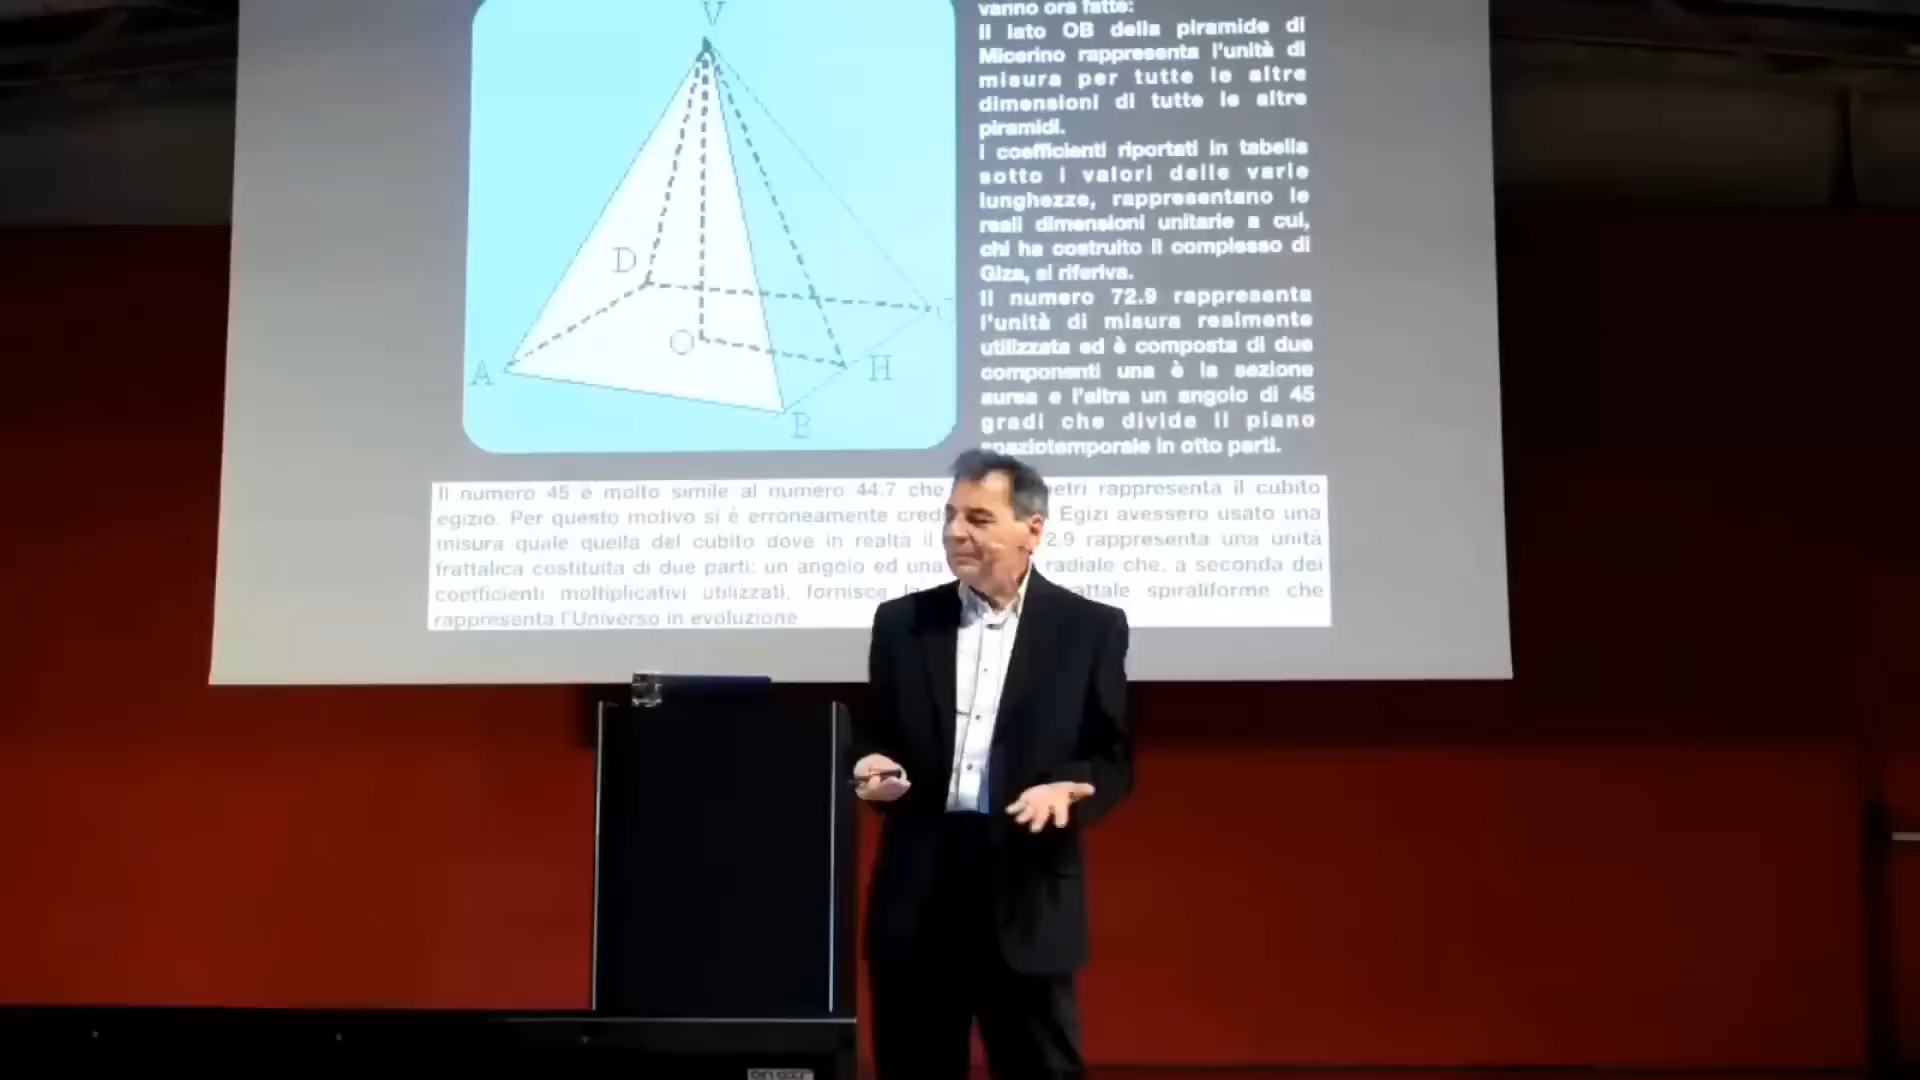 V
D
O
A
H
B
vanno ora fatte:
Il lato OB della piramide di
Micerino rappresenta l'unità di
misura per tutte le altre
dimensioni di tutte le altre
piramidi.
I coefficienti riportati in tabella
sotto i valori delle varie
lunghezze, rappresentano le
reali dimensioni unitarie a cui,
chi ha costruito il complesso di
Giza, si riferiva.
Il numero 72.9 rappresenta
l'unità di misura realmente
utilizzata ed è composta di due
componenti una è la sezione
aurea e l'altra un angolo di 45
gradi che divide il piano
spaziotemporale in otto parti.
Il numero 45 è molto simile al numero 44.7 che rappresenta il cubito
egizio. Per questo motivo si è erroneamente Egizi avessero usato una
misura quale quella del cubito dove in realtà il 2.9 rappresenta una unità
frattalica costituita di due parti: un angolo ed una radiale che, a seconda dei
coefficienti moltiplicativi utilizzati, fornisce spiraliforme che
rappresenta l'Universo in evoluzione